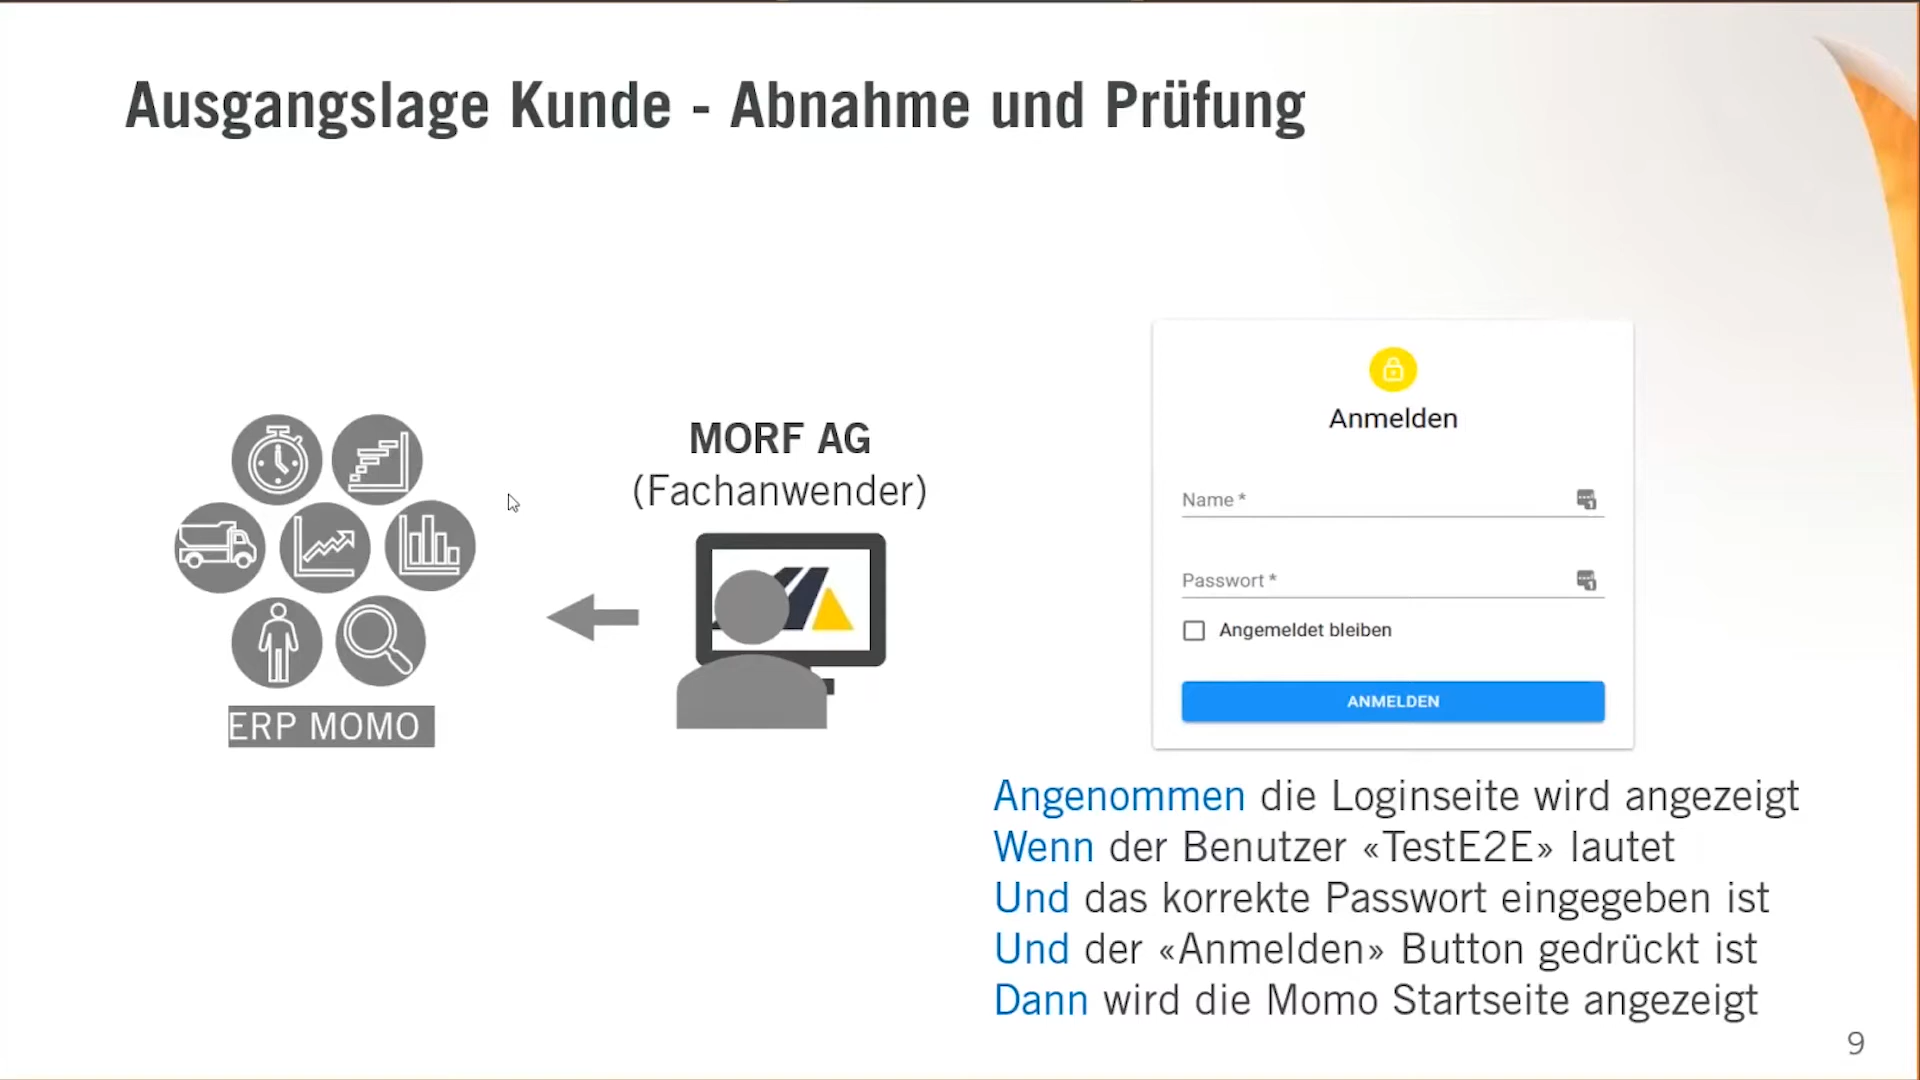 Ausgangslage Kunde - Abnahme und Prüfung
MORF AG
(Fachanwender)
ERP MOMO
Anmelden
Name *
Passwort *
Angemeldet bleiben
ANMELDEN
Angenommen die Loginseite wird angezeigt
Wenn der Benutzer «TestE2E» lautet
Und das korrekte Passwort eingegeben ist
Und der «Anmelden» Button gedrückt ist
Dann wird die Momo Startseite angezeigt
9